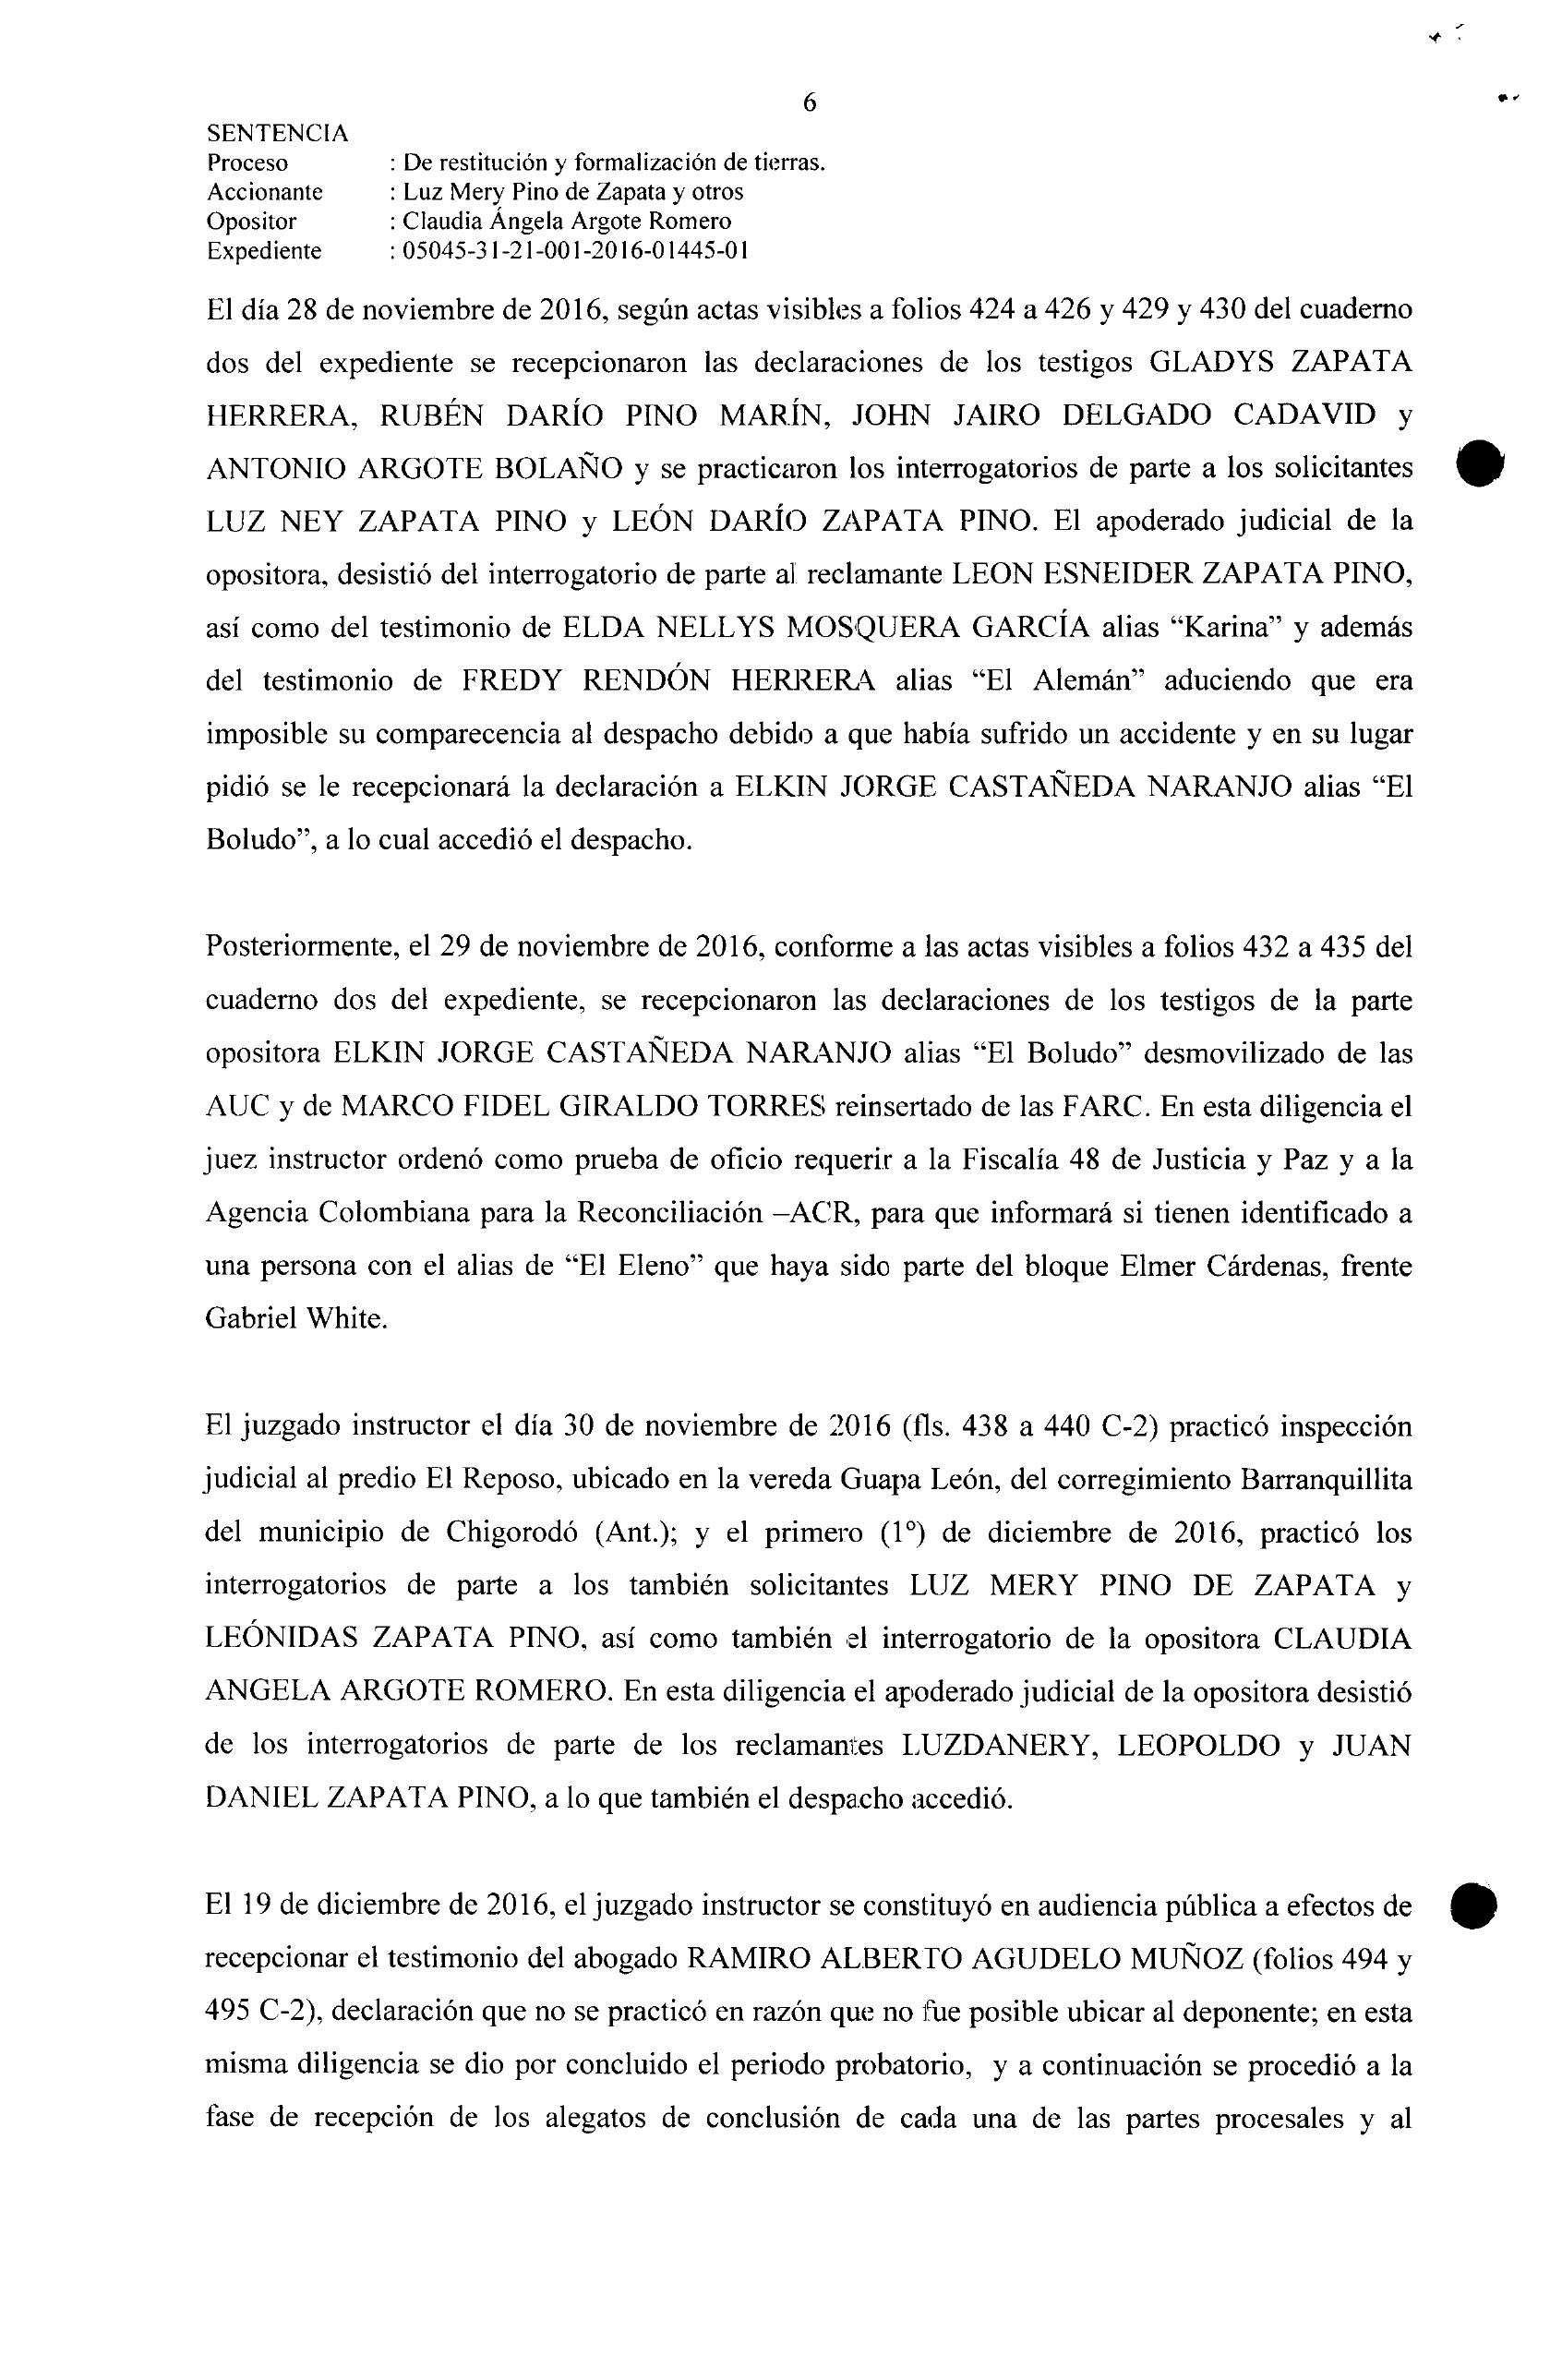 6
SENTENCIA
Proceso : De restitución y formalización de tierras.
Accionante : Luz Mery Pino de Zapata y otros
Opositor : Claudia Ángela Argote Romero
Expediente : 05045-31-21-001-2016-01445-01
El día 28 de noviembre de 2016, según actas visibles a folios 424 a 426 y 429 y 430 del cuaderno
dos del expediente se recepcionaron las declaraciones de los testigos GLADYS ZAPATA
HERRERA, RUBÉN DARÍO PINO MARÍN, JOHN JAIRO DELGADO CADAVID y
ANTONIO ARGOTE BOLAÑO y se practicaron los interrogatorios de parte a los solicitantes
LUZ NEY ZAPATA PINO y LEÓN DARÍO ZAPATA PINO. El apoderado judicial de la
opositora, desistió del interrogatorio de parte al reclamante LEON ESNEIDER ZAPATA PINO,
así como del testimonio de ELDA NELLYS MOSQUERA GARCÍA alias “Karina” y además
del testimonio de FREDY RENDÓN HERRERA alias “El Alemán” aduciendo que era
imposible su comparecencia al despacho debido a que había sufrido un accidente y en su lugar
pidió se le recepcionará la declaración a ELKIN JORGE CASTAÑEDA NARANJO alias “El
Boludo”, a lo cual accedió el despacho.
Posteriormente, el 29 de noviembre de 2016, conforme a las actas visibles a folios 432 a 435 del
cuaderno dos del expediente, se recepcionaron las declaraciones de los testigos de la parte
opositora ELKIN JORGE CASTAÑEDA NARANJO alias “El Boludo” desmovilizado de las
AUC y de MARCO FIDEL GIRALDO TORRES reinsertado de las FARC. En esta diligencia el
juez instructor ordenó como prueba de oficio requerir a la Fiscalía 48 de Justicia y Paz y a la
Agencia Colombiana para la Reconciliación –ACR, para que informará si tienen identificado a
una persona con el alias de “El Eleno” que haya sido parte del bloque Elmer Cárdenas, frente
Gabriel White.
El juzgado instructor el día 30 de noviembre de 2016 (fls. 438 a 440 C-2) practicó inspección
judicial al predio El Reposo, ubicado en la vereda Guapa León, del corregimiento Barranquillita
del municipio de Chigorodó (Ant.); y el primero (1°) de diciembre de 2016, practicó los
interrogatorios de parte a los también solicitantes LUZ MERY PINO DE ZAPATA y
LEÓNIDAS ZAPATA PINO, así como también el interrogatorio de la opositora CLAUDIA
ANGELA ARGOTE ROMERO. En esta diligencia el apoderado judicial de la opositora desistió
de los interrogatorios de parte de los reclamantes LUZDANERY, LEOPOLDO y JUAN
DANIEL ZAPATA PINO, a lo que también el despacho accedió.
El 19 de diciembre de 2016, el juzgado instructor se constituyó en audiencia pública a efectos de
recepcionar el testimonio del abogado RAMIRO ALBERTO AGUDELO MUÑOZ (folios 494 y
495 C-2), declaración que no se practicó en razón que no fue posible ubicar al deponente; en esta
misma diligencia se dio por concluido el periodo probatorio, y a continuación se procedió a la
fase de recepción de los alegatos de conclusión de cada una de las partes procesales y al